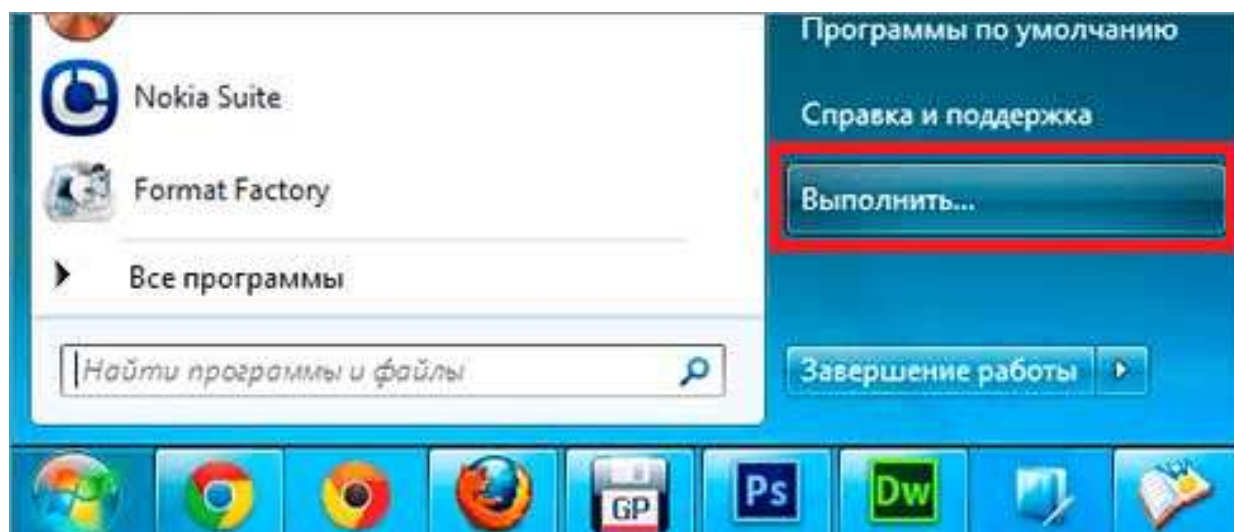 Nokia Suite
Format Factory
Все программы
Найти программы и файлы
Программы по умолчанию
Справка и поддержка
Выполнить...
Завершение работы
GP
Ps
Dw